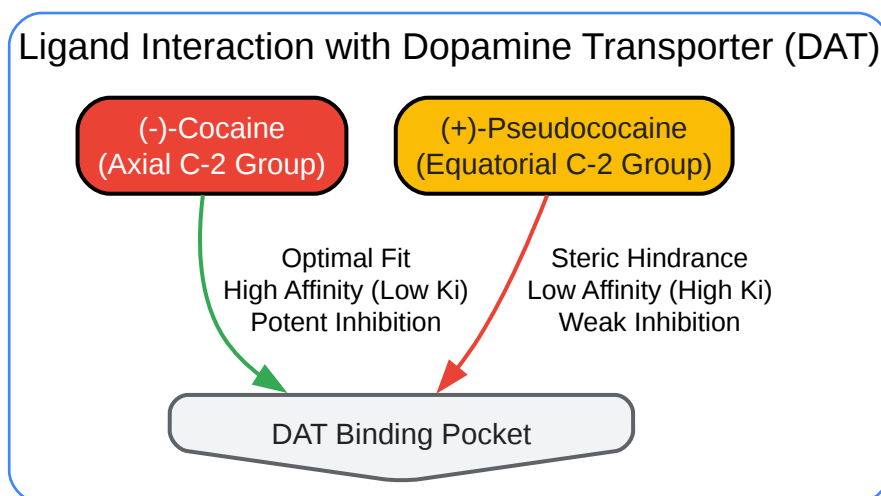 Ligand Interaction with Dopamine Transporter (DAT)
(-)-Cocaine
(Axial C-2 Group)
(+)-Pseudococaine
(Equatorial C-2 Group)
Optimal Fit
High Affinity (Low Ki)
Potent Inhibition
Steric Hindrance
Low Affinity (High Ki)
Weak Inhibition
DAT Binding Pocket